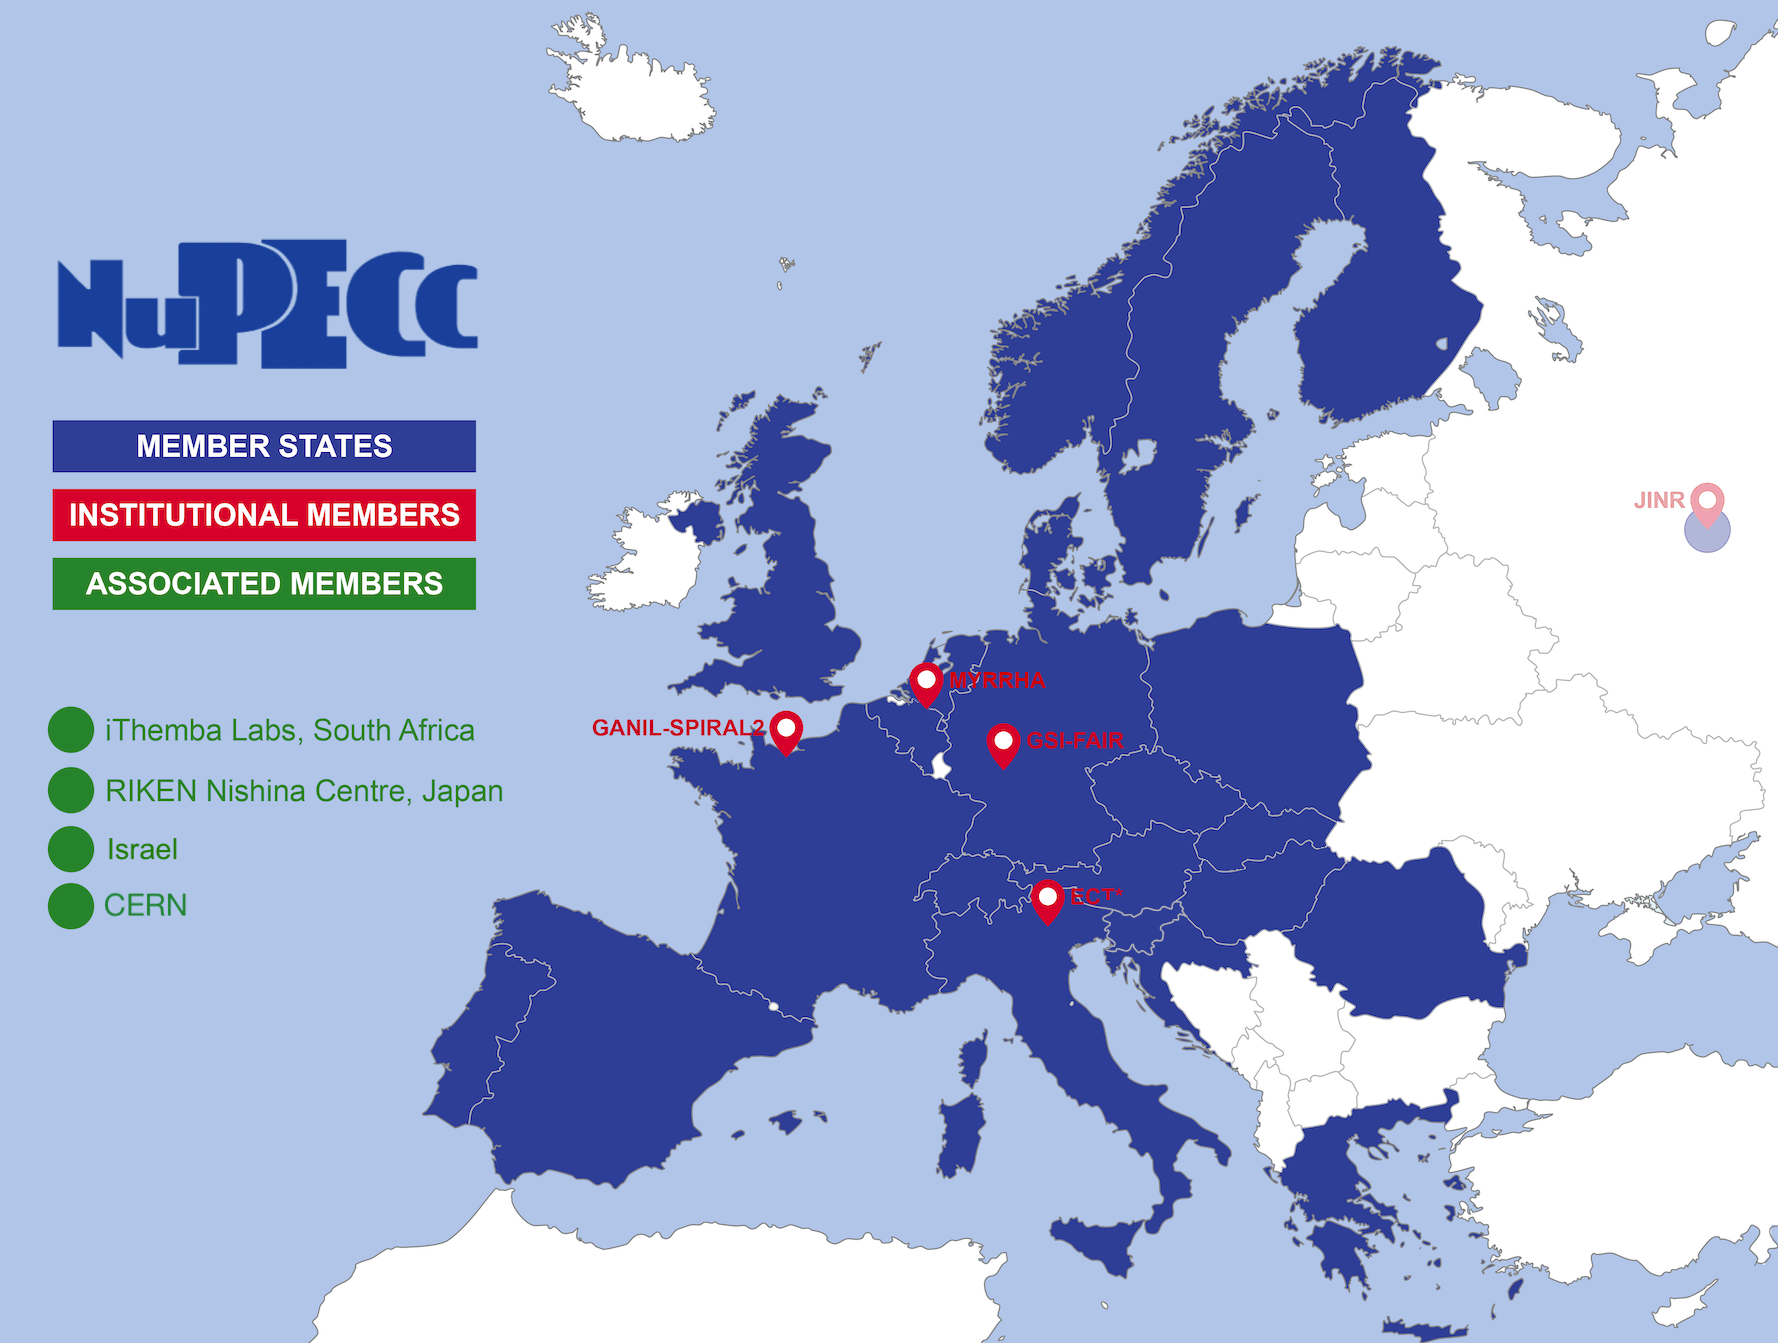 NuPECC
MEMBER STATES
INSTITUTIONAL MEMBERS
ASSOCIATED MEMBERS
iThemba Labs, South Africa
RIKEN Nishina Centre, Japan
Israel
CERN
JINR
MYRRHA
GANIL-SPIRAL2
GSI-FAIR
ECT*